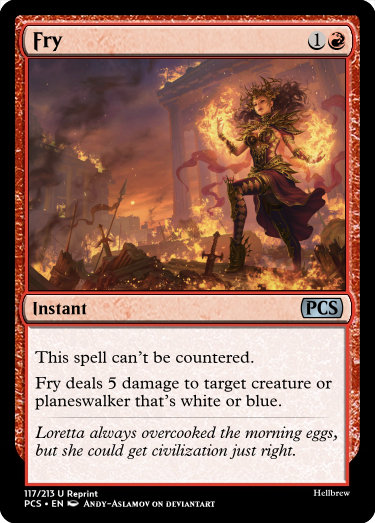 Fry
1
Instant
PCS
This spell can't be countered.
Fry deals 5 damage to target creature or
planeswalker that's white or blue.
Loretta always overcooked the morning eggs,
but she could get civilization just right.
117/213 U Reprint
Hellbrew
PCS • EN Andy-Aslamov on deviantart